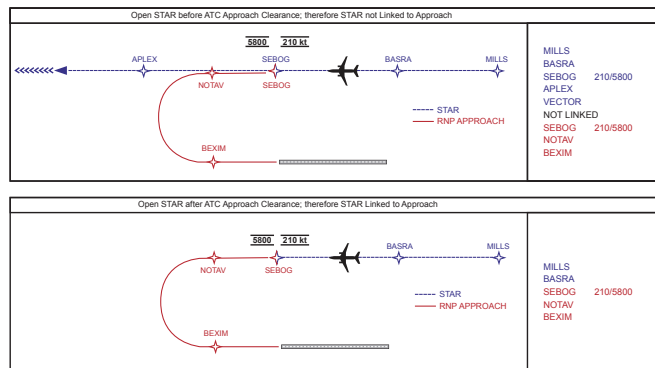 Open STAR before ATC Approach Clearance; therefore STAR not Linked to Approach
5800 210 kt
APLEX SEBOG BASRA MILLS
NOTAV SEBOG
STAR
RNP APPROACH
BEXIM
MILLS
BASRA
SEBOG 210/5800
APLEX
VECTOR
NOT LINKED
SEBOG 210/5800
NOTAV
BEXIM
Open STAR after ATC Approach Clearance; therefore STAR Linked to Approach
5800 210 kt
BASRA MILLS
NOTAV SEBOG
STAR
RNP APPROACH
BEXIM
MILLS
BASRA
SEBOG 210/5800
NOTAV
BEXIM